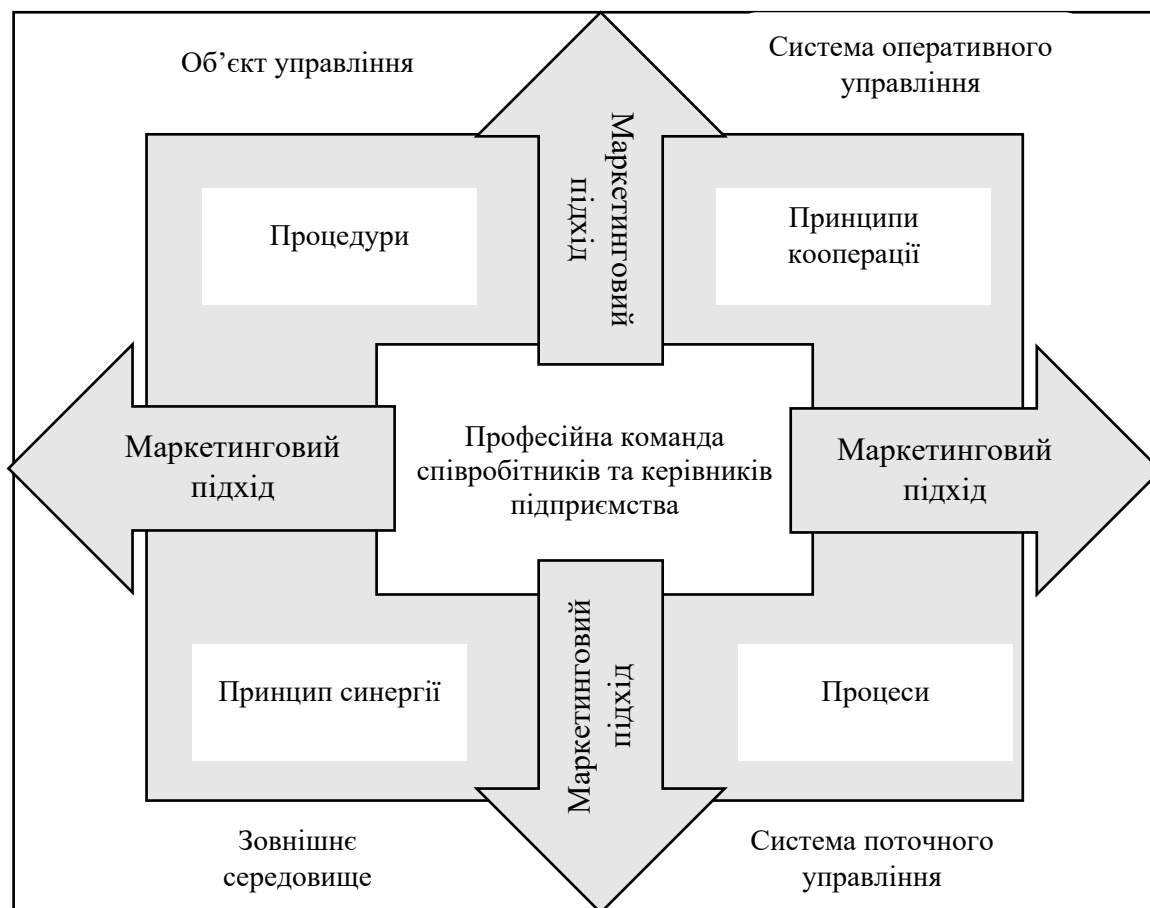 Об’єкт управління
Система оперативного
управління
Маркетинговий
підхід
Процедури
Принципи
кооперації
Маркетинговий
підхід
Професійна команда
співробітників та керівників
підприємства
Маркетинговий
підхід
Маркетинговий
підхід
Принцип синергії
Процеси
Зовнішнє
середовище
Система поточного
управління